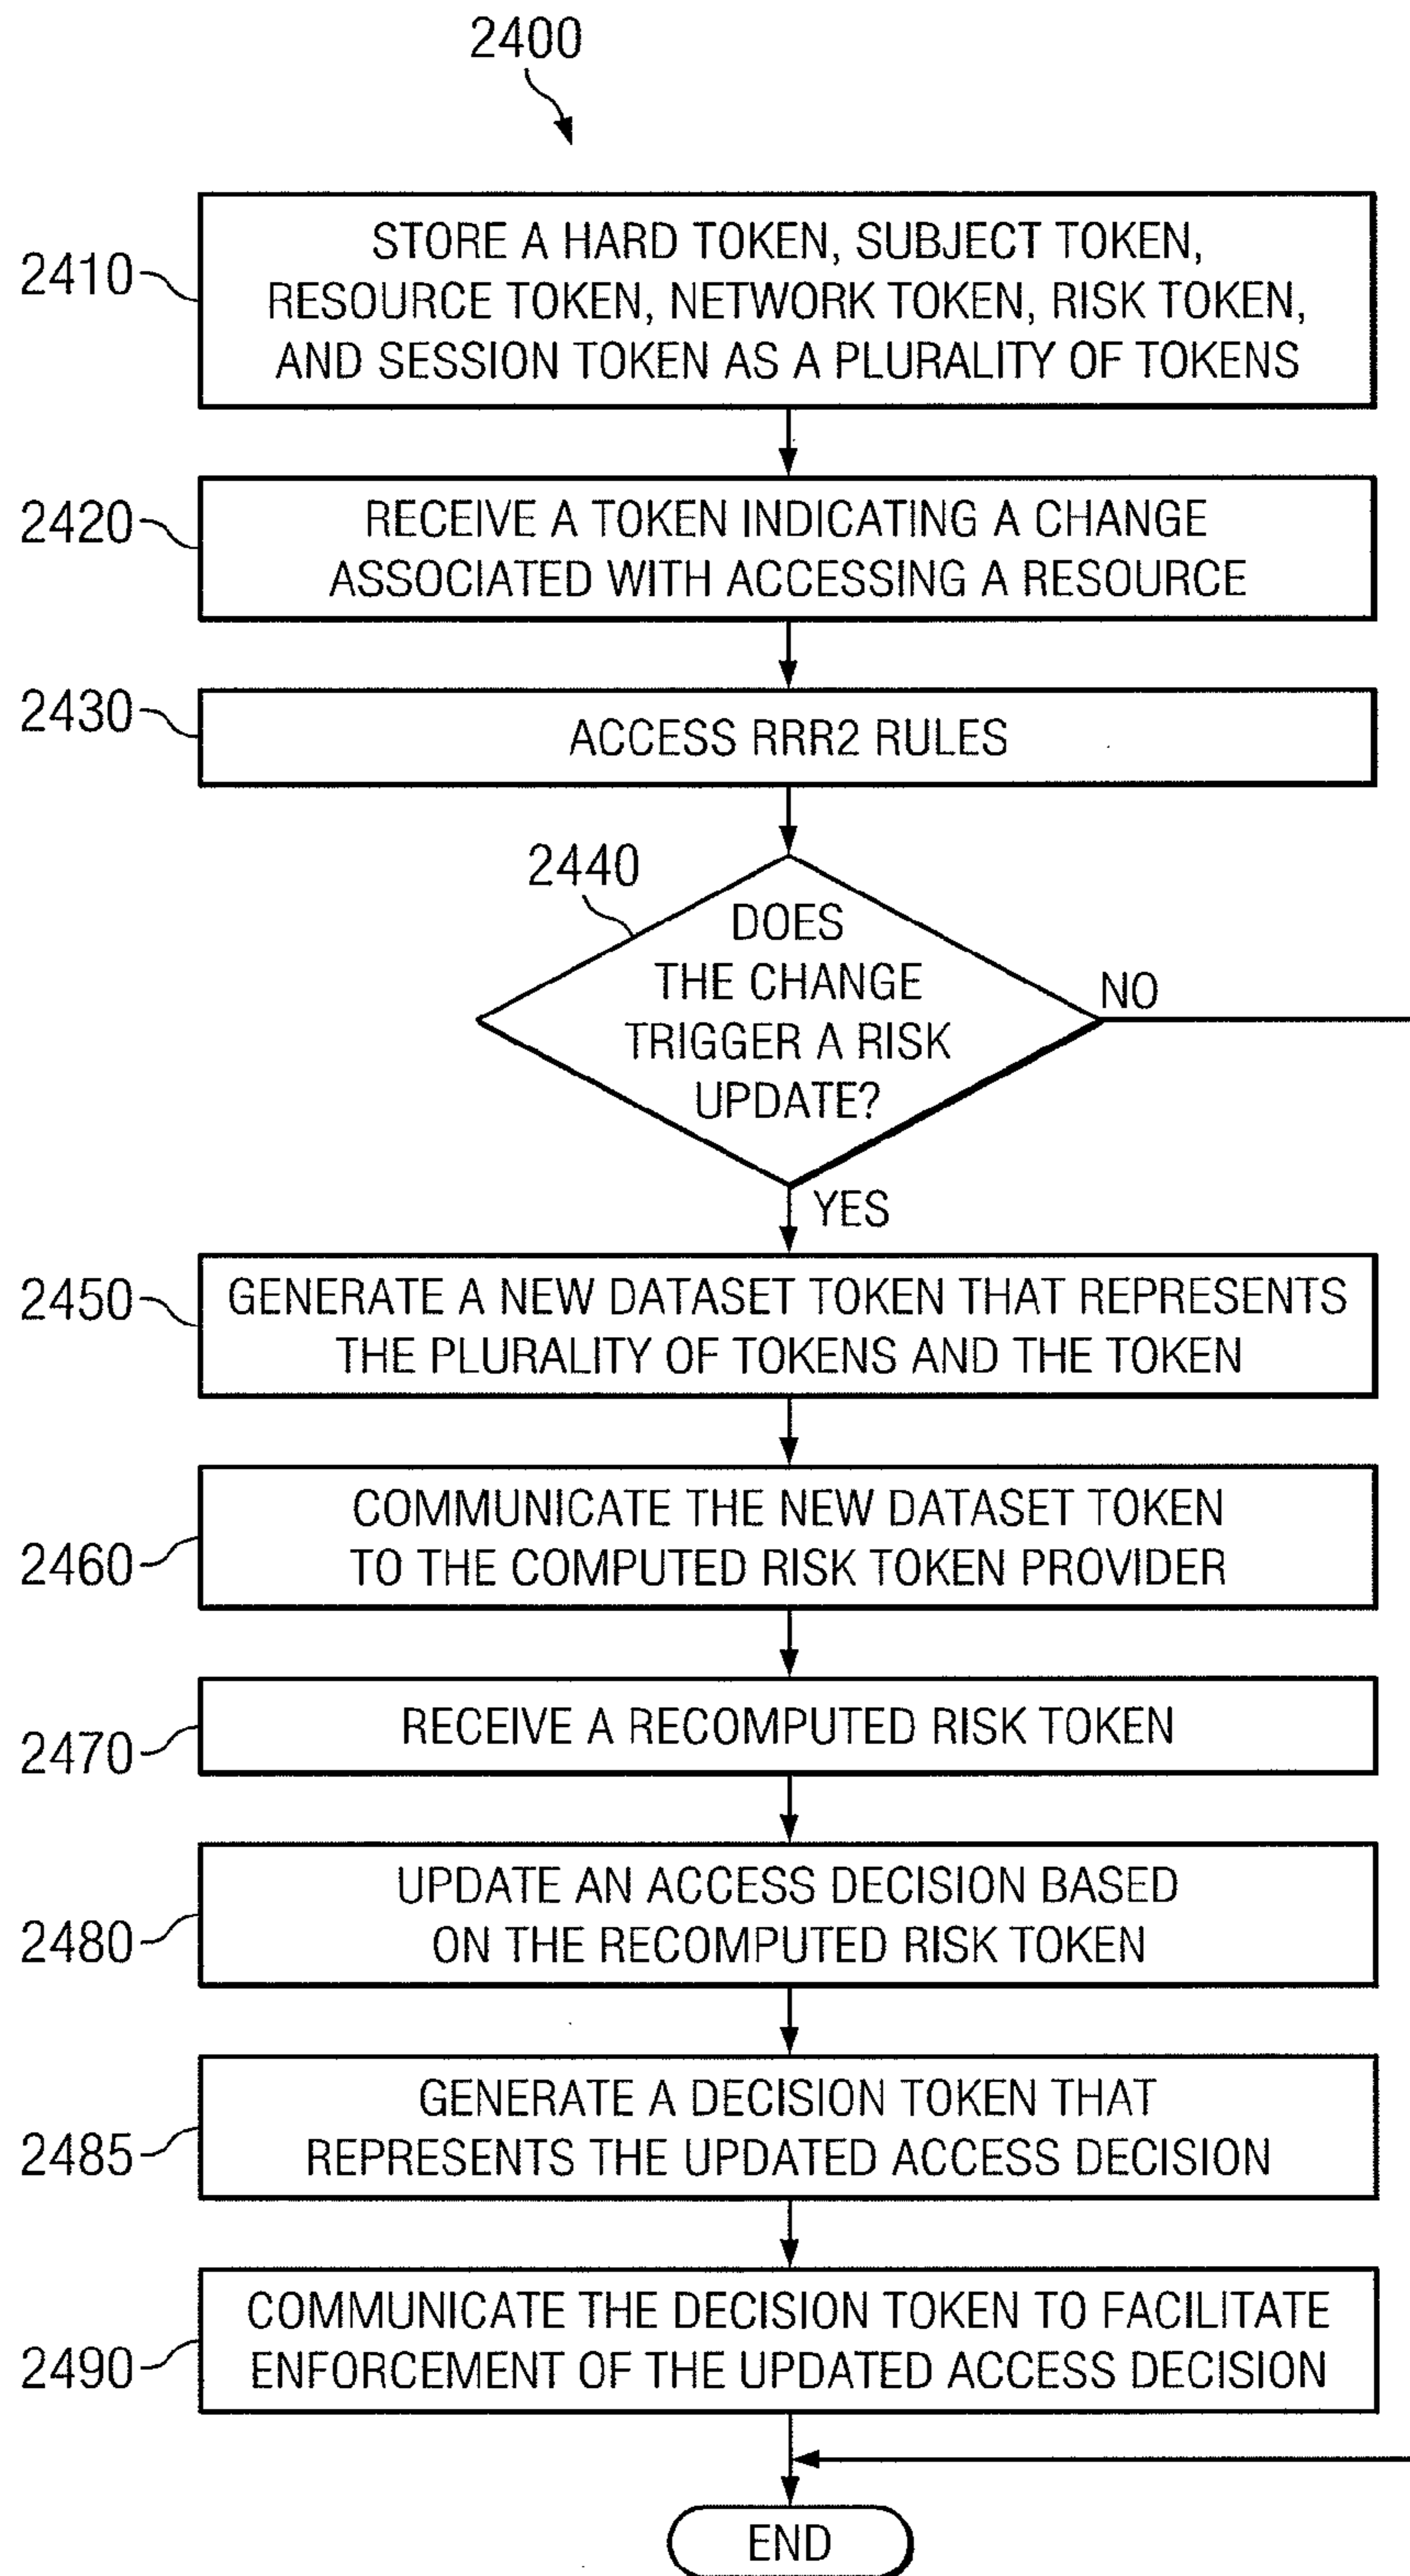 2400
2410
STORE A HARD TOKEN, SUBJECT TOKEN,
RESOURCE TOKEN, NETWORK TOKEN, RISK TOKEN,
AND SESSION TOKEN AS A PLURALITY OF TOKENS
2420
RECEIVE A TOKEN INDICATING A CHANGE
ASSOCIATED WITH ACCESSING A RESOURCE
2430
ACCESS RRR2 RULES
2440
DOES
THE CHANGE
TRIGGER A RISK
UPDATE?
NO
YES
2450
GENERATE A NEW DATASET TOKEN THAT REPRESENTS
THE PLURALITY OF TOKENS AND THE TOKEN
2460
COMMUNICATE THE NEW DATASET TOKEN
TO THE COMPUTED RISK TOKEN PROVIDER
2470
RECEIVE A RECOMPUTED RISK TOKEN
2480
UPDATE AN ACCESS DECISION BASED
ON THE RECOMPUTED RISK TOKEN
2485
GENERATE A DECISION TOKEN THAT
REPRESENTS THE UPDATED ACCESS DECISION
2490
COMMUNICATE THE DECISION TOKEN TO FACILITATE
ENFORCEMENT OF THE UPDATED ACCESS DECISION
END